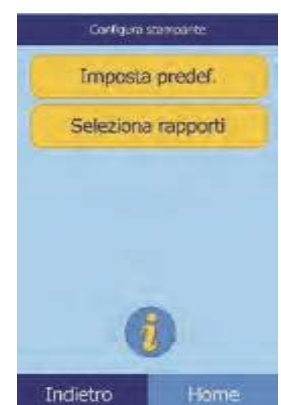 Configura stampante
Imposta predef.
Seleziona rapporti
i
Indietro Home